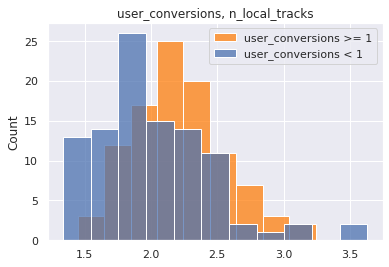 user_conversions, n_local_tracks
user_conversions >= 1
user_conversions < 1
Count
25
20
15
10
5
0
1.5 2.0 2.5 3.0 3.5